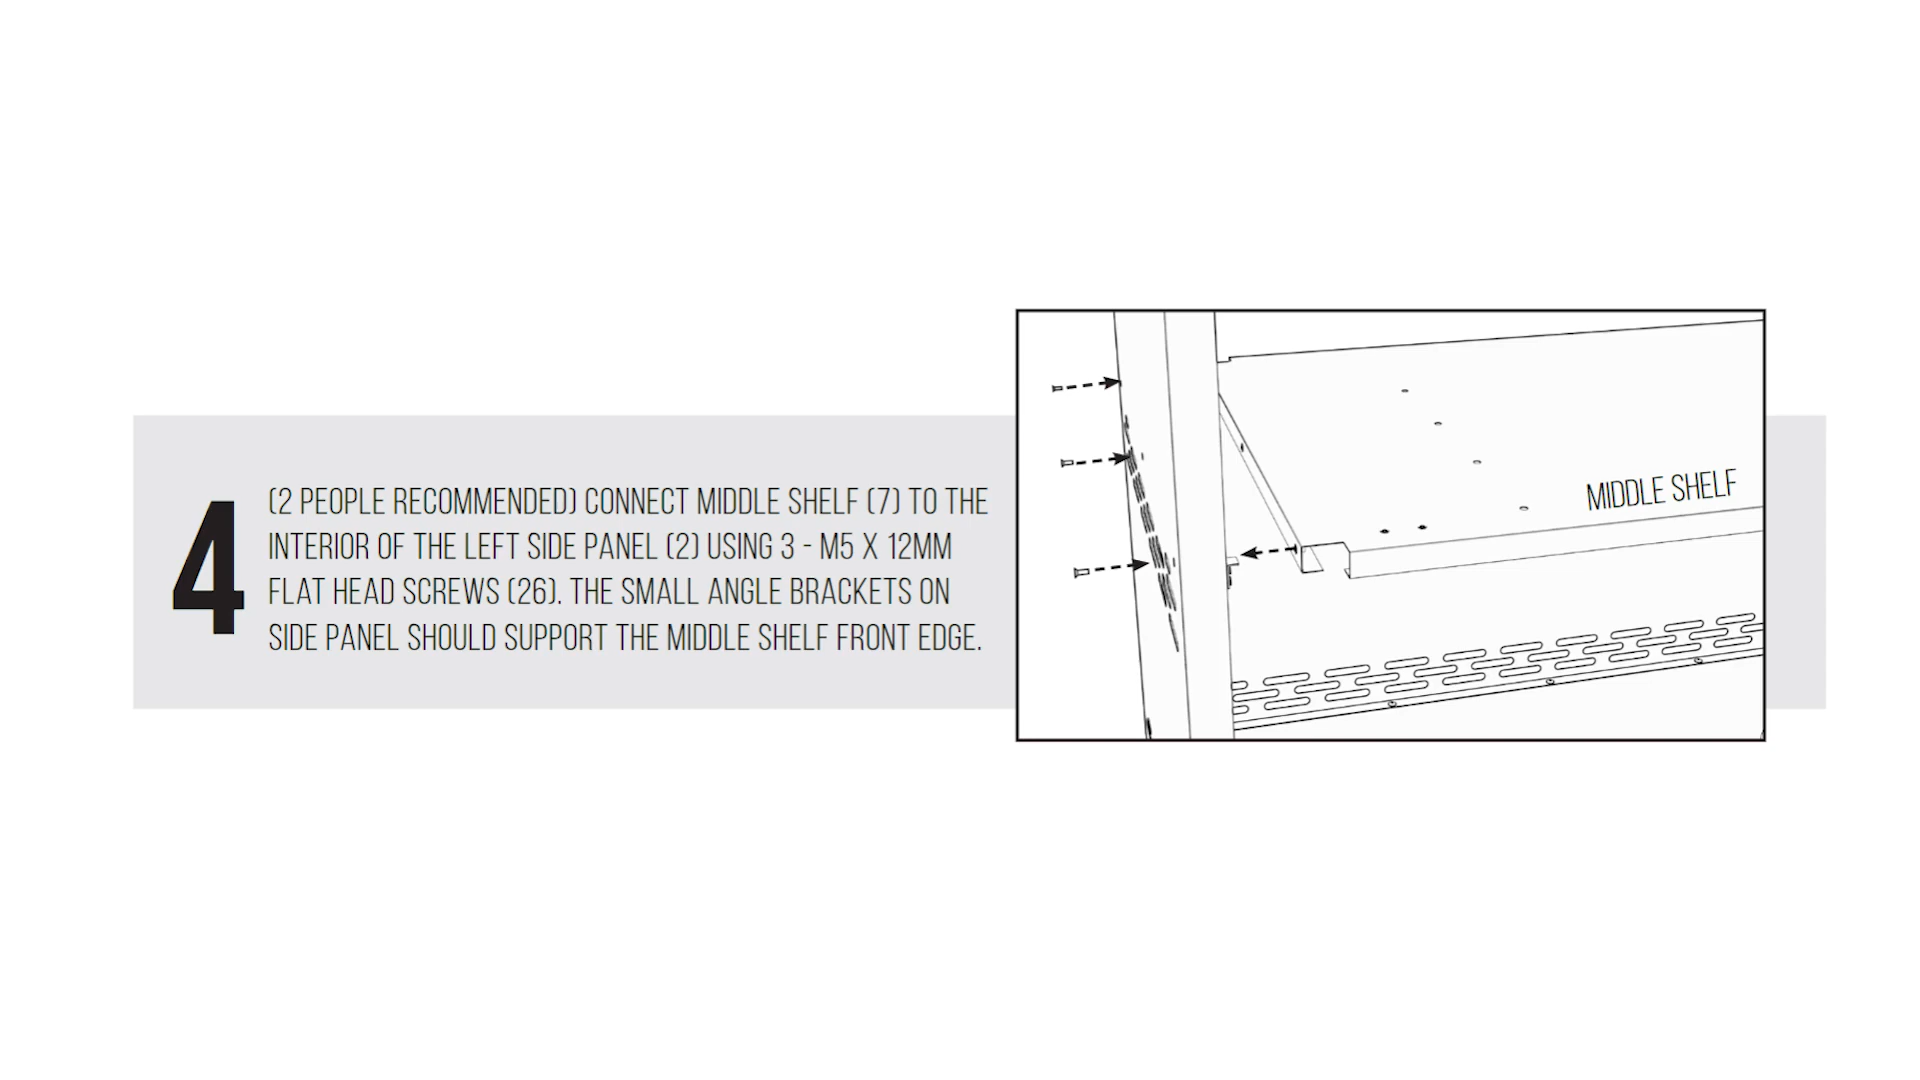 4
(2 PEOPLE RECOMMENDED) CONNECT MIDDLE SHELF (7) TO THE
INTERIOR OF THE LEFT SIDE PANEL (2) USING 3 - M5 X 12MM
FLAT HEAD SCREWS (26). THE SMALL ANGLE BRACKETS ON
SIDE PANEL SHOULD SUPPORT THE MIDDLE SHELF FRONT EDGE.
MIDDLE SHELF